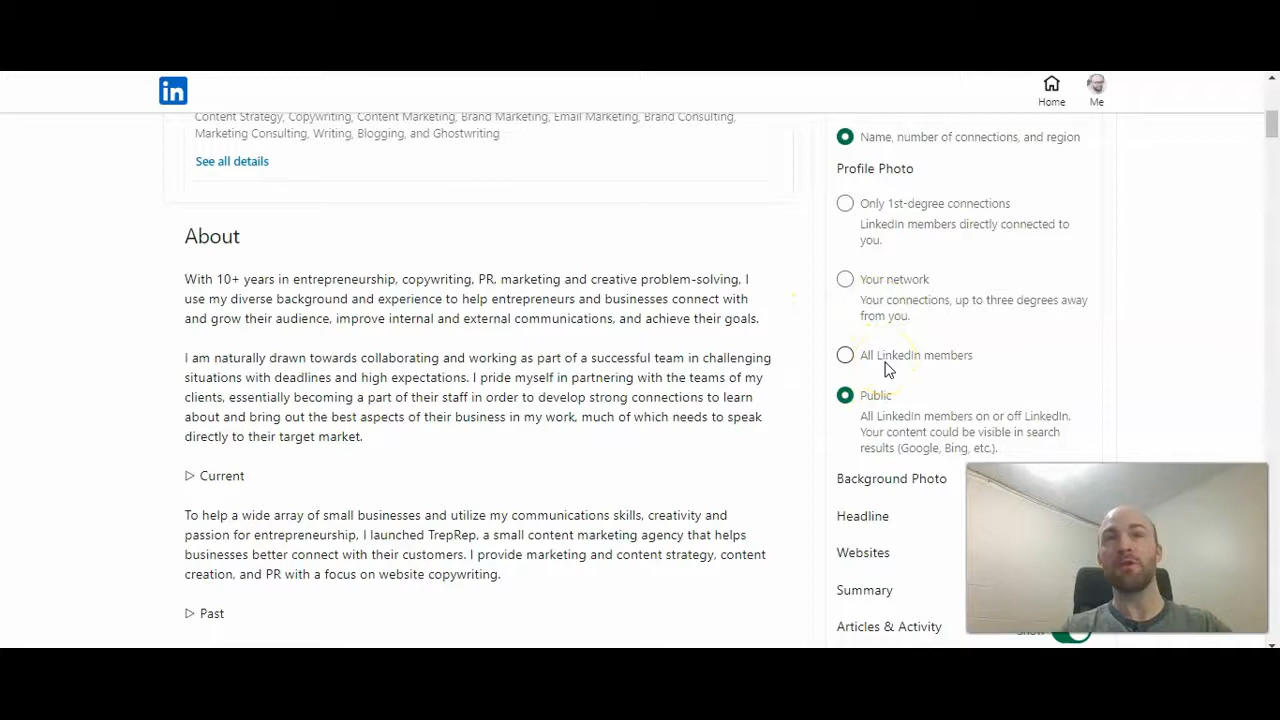 in
Home
Me
Content Strategy, Copywriting, Content Marketing, Brand Marketing, Email Marketing, Brand Consulting,
Marketing Consulting, Writing, Blogging, and Ghostwriting
See all details
About
With 10+ years in entrepreneurship, copywriting, PR, marketing and creative problem-solving, I
use my diverse background and experience to help entrepreneurs and businesses connect with
and grow their audience, improve internal and external communications, and achieve their goals.
I am naturally drawn towards collaborating and working as part of a successful team in challenging
situations with deadlines and high expectations. I pride myself in partnering with the teams of my
clients, essentially becoming a part of their staff in order to develop strong connections to learn
about and bring out the best aspects of their business in my work, much of which needs to speak
directly to their target market.
▷ Current
To help a wide array of small businesses and utilize my communications skills, creativity and
passion for entrepreneurship, I launched TrepRep, a small content marketing agency that helps
businesses better connect with their customers. I provide marketing and content strategy, content
creation, and PR with a focus on website copywriting.
▷ Past
Name, number of connections, and region
Profile Photo
Only 1st-degree connections
LinkedIn members directly connected to
you.
Your network
Your connections, up to three degrees away
from you.
All LinkedIn members
Public
All LinkedIn members on or off LinkedIn.
Your content could be visible in search
results (Google, Bing, etc.).
Background Photo
Headline
Websites
Summary
Articles & Activity
Show